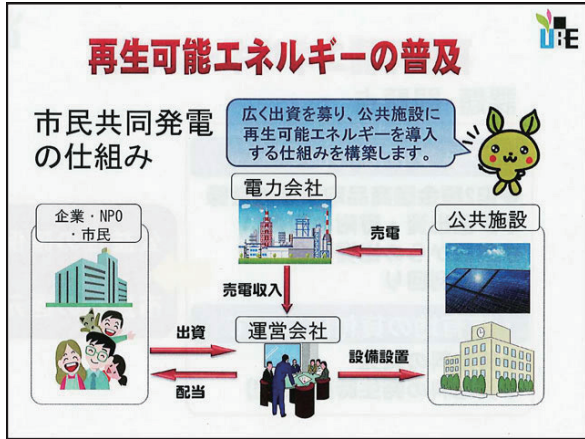 UBE
再生可能エネルギーの普及
市民共同発電
の仕組み
広く出資を募り、公共施設に
再生可能エネルギーを導入
する仕組みを構築します。
電力会社
企業・NPO
・市民
公共施設
売電
売電収入
出資
運営会社
設備設置
配当